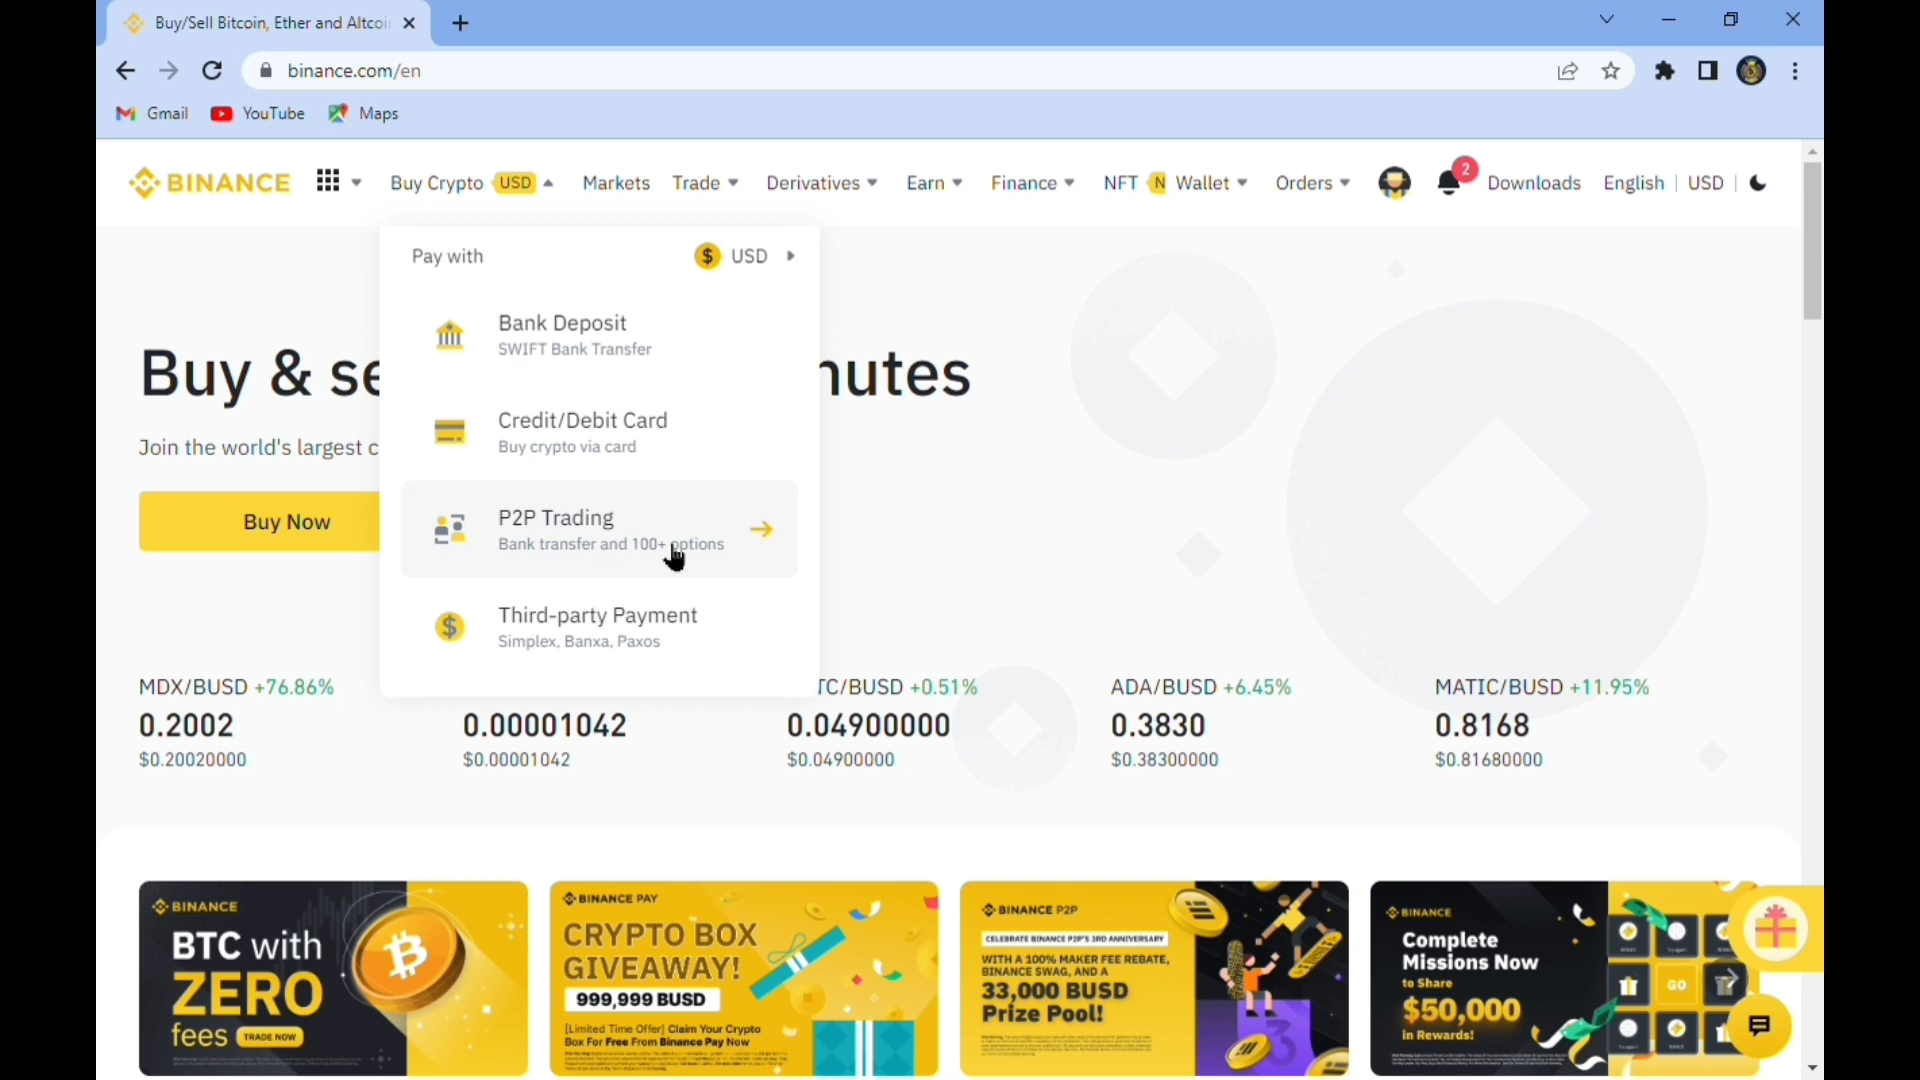 Buy/Sell Bitcoin, Ether and Altcoi
binance.com/en
Gmail YouTube Maps
BINANCE Buy Crypto USD Markets Trade Derivatives Earn Finance NFT N Wallet Orders 2 Downloads English USD
Pay with USD
Bank Deposit
SWIFT Bank Transfer
Buy & se nutes
Credit/Debit Card
Buy crypto via card
Join the world's largest c
P2P Trading
Bank transfer and 100+ options
Buy Now
Third-party Payment
Simplex, Banxa, Paxos
MDX/BUSD +76.86% TC/BUSD +0.51% ADA/BUSD +6.45% MATIC/BUSD +11.95%
0.2002 0.00001042 0.04900000 0.3830 0.8168
$0.20020000 $0.00001042 $0.04900000 $0.38300000 $0.81680000
BINANCE
BTC with
ZERO
fees TRADE NOW
BINANCE PAY
CRYPTO BOX
GIVEAWAY!
999,999 BUSD
[Limited Time Offer] Claim Your Crypto
Box For Free From Binance Pay Now
BINANCE P2P
CELEBRATE BINANCE P2P'S 3RD ANNIVERSARY
WITH A 100% MAKER FEE REBATE,
BINANCE SWAG, AND A
33,000 BUSD
Prize Pool!
3
BINANCE
Complete
Missions Now
to Share
$50,000
in Rewards!
GO